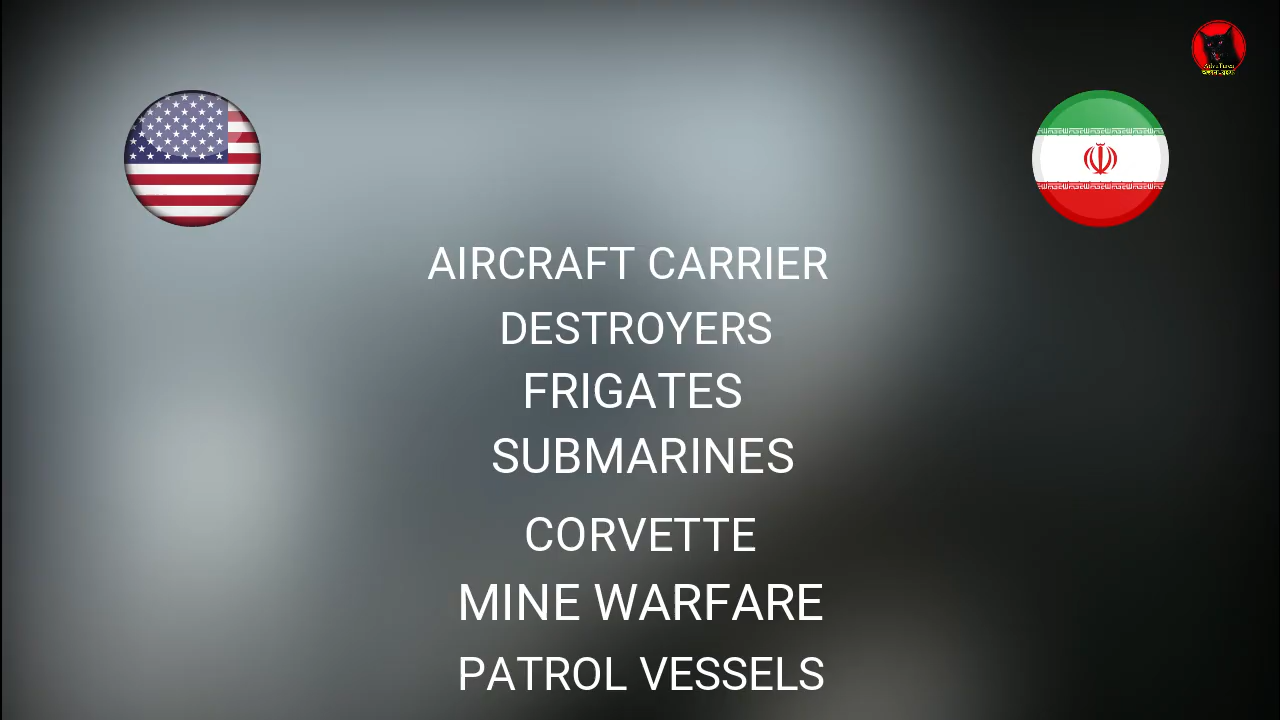 AIRCRAFT CARRIER
DESTROYERS
FRIGATES
SUBMARINES
CORVETTE
MINE WARFARE
PATROL VESSELS